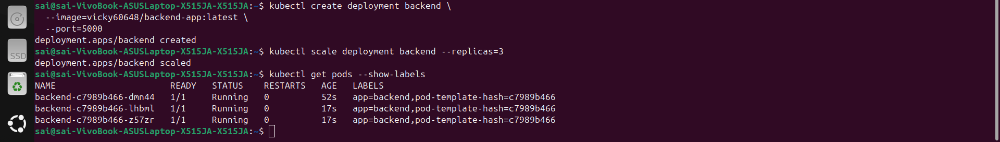 sai@sai-VivoBook-ASUSLaptop-X515JA-X515JA:~$ kubectl create deployment backend \
  --image=vicky60648/backend-app:latest \
  --port=5000
deployment.apps/backend created
sai@sai-VivoBook-ASUSLaptop-X515JA-X515JA:~$ kubectl scale deployment backend --replicas=3
deployment.apps/backend scaled
sai@sai-VivoBook-ASUSLaptop-X515JA-X515JA:~$ kubectl get pods --show-labels
NAME                      READY   STATUS    RESTARTS   AGE   LABELS
backend-c7989b466-dmn44   1/1     Running   0          52s   app=backend,pod-template-hash=c7989b466
backend-c7989b466-lhbml   1/1     Running   0          17s   app=backend,pod-template-hash=c7989b466
backend-c7989b466-z57zr   1/1     Running   0          17s   app=backend,pod-template-hash=c7989b466
sai@sai-VivoBook-ASUSLaptop-X515JA-X515JA:~$
SSD